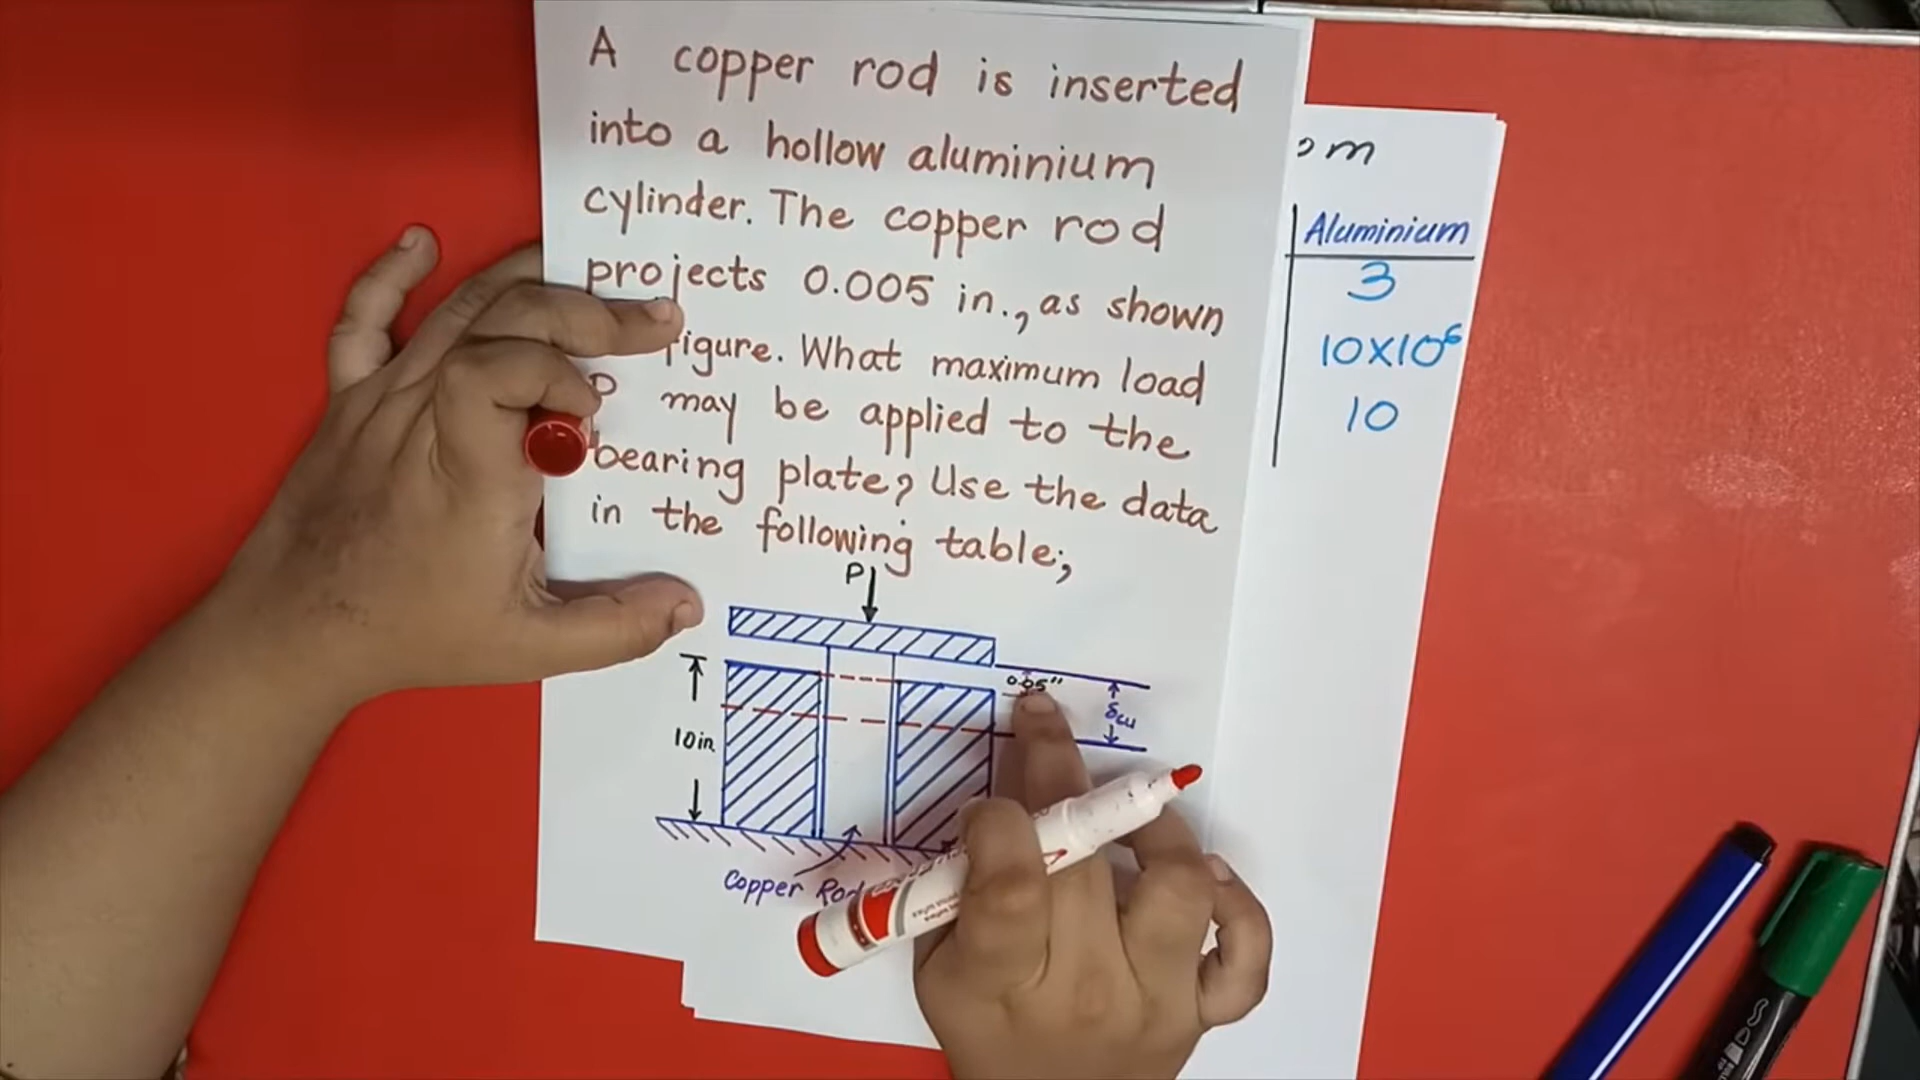 A copper rod is inserted
into a hollow aluminium
cylinder. The copper rod
projects 0.005 in., as shown
figure. What maximum load
P may be applied to the
bearing plate? Use the data
in the following table;
P
10in
δcu
Copper Rod
om
Aluminium
3
10x10⁶
10